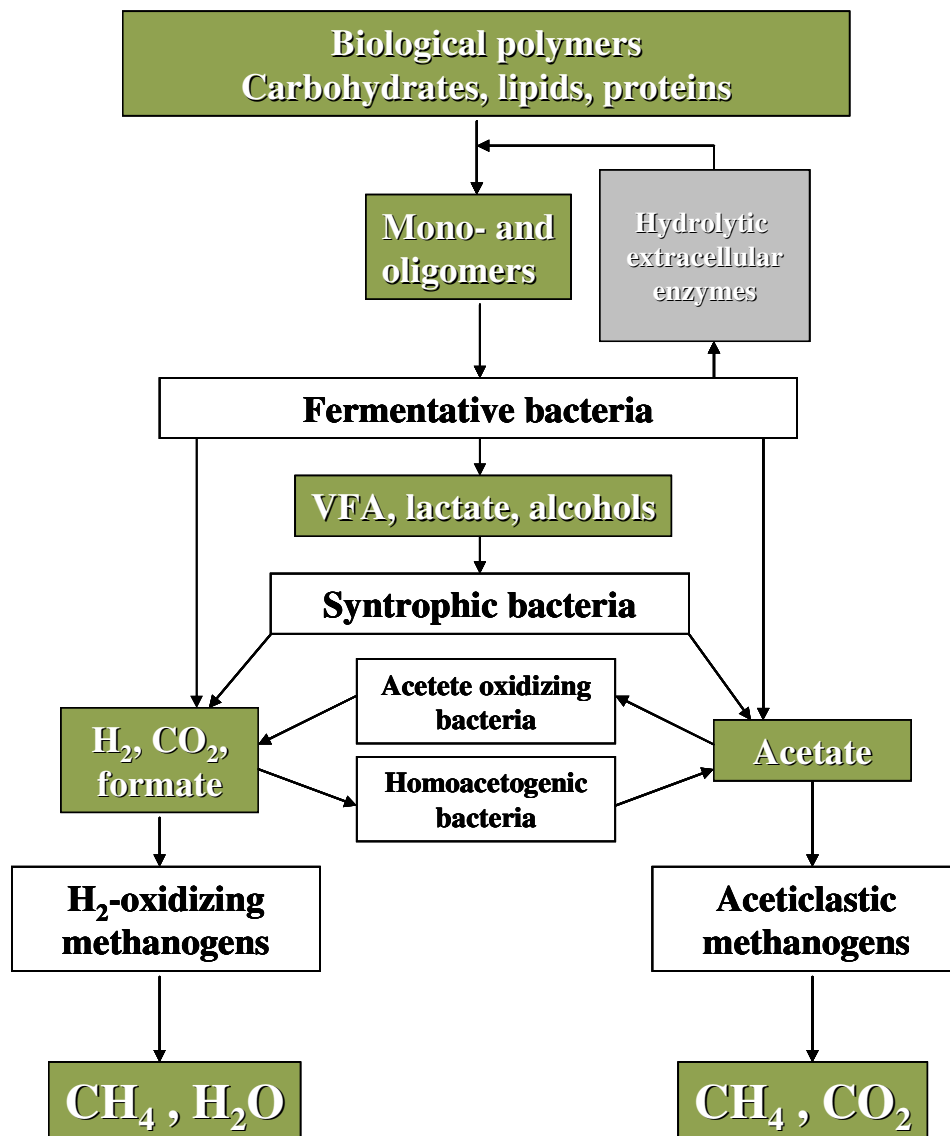 Biological polymers
Carbohydrates, lipids, proteins
Mono- and
oligomers
Hydrolytic
extracellular
enzymes
Fermentative bacteria
VFA, lactate, alcohols
Syntrophic bacteria
Acetete oxidizing
bacteria
H₂, CO₂,
formate
Acetate
Homoacetogenic
bacteria
H₂-oxidizing
methanogens
Aceticlastic
methanogens
CH₄ , H₂O
CH₄ , CO₂